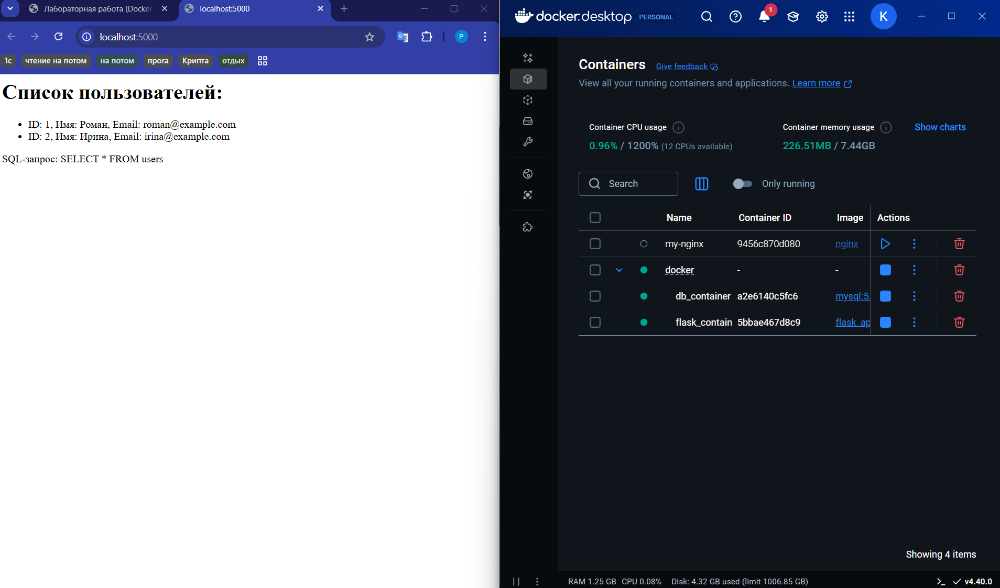 Лабораторная работа (Docker
localhost:5000
localhost:5000
P
1с
чтение на потом
на потом
прога
Крипта
отдых
Список пользователей:
ID: 1, Имя: Роман, Email: roman@example.com
ID: 2, Имя: Ирина, Email: irina@example.com
SQL-запрос: SELECT * FROM users
docker.desktop PERSONAL
1
K
Containers Give feedback
View all your running containers and applications. Learn more
Container CPU usage
0.96% / 1200% (12 CPUs available)
Container memory usage
226.51MB / 7.44GB
Show charts
Search
Only running
Name Container ID Image Actions
my-nginx 9456c870d080 nginx
docker - -
db_container a2e6140c5fc6 mysql:5.
flask_contain 5bbae467d8c9 flask_ap
Showing 4 items
RAM 1.25 GB CPU 0.08% Disk: 4.32 GB used (limit 1006.85 GB)
v4.40.0